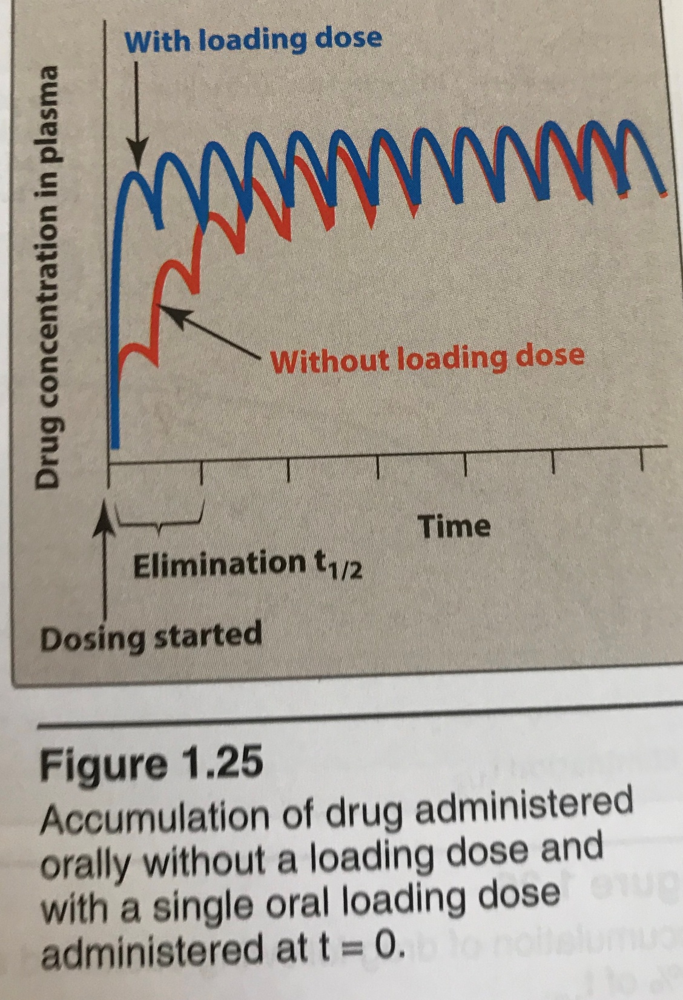 With loading dose
Drug concentration in plasma
Without loading dose
Time
Elimination t1/2
Dosing started
Figure 1.25
Accumulation of drug administered
orally without a loading dose and
with a single oral loading dose
administered at t = 0.